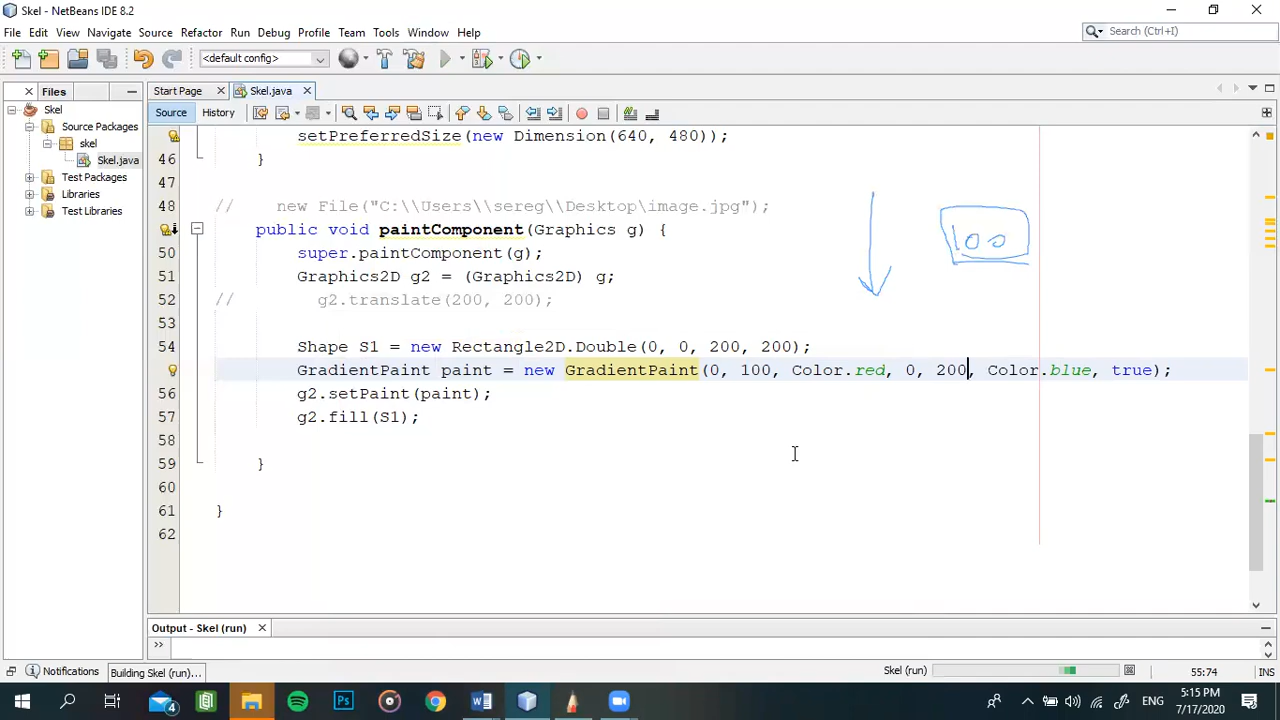 Skel - NetBeans IDE 8.2
File Edit View Navigate Source Refactor Run Debug Profile Team Tools Window Help
Search (Ctrl+I)
<default config>
Files
Start Page
Skel.java
Source History
Skel
Source Packages
skel
Skel.java
Test Packages
Libraries
Test Libraries
setPreferredSize(new Dimension(640, 480));
46 }
47
48 // new File("C:\\Users\\sereg\\Desktop\image.jpg");
public void paintComponent(Graphics g) {
50 super.paintComponent(g);
51 Graphics2D g2 = (Graphics2D) g;
52 // g2.translate(200, 200);
53
54 Shape S1 = new Rectangle2D.Double(0, 0, 200, 200);
GradientPaint paint = new GradientPaint(0, 100, Color.red, 0, 200, Color.blue, true);
56 g2.setPaint(paint);
57 g2.fill(S1);
58
59 }
60
61 }
62
100
Output - Skel (run)
>>
Notifications
Building Skel (run)...
Skel (run)
55:74
INS
4
ENG
5:15 PM
7/17/2020